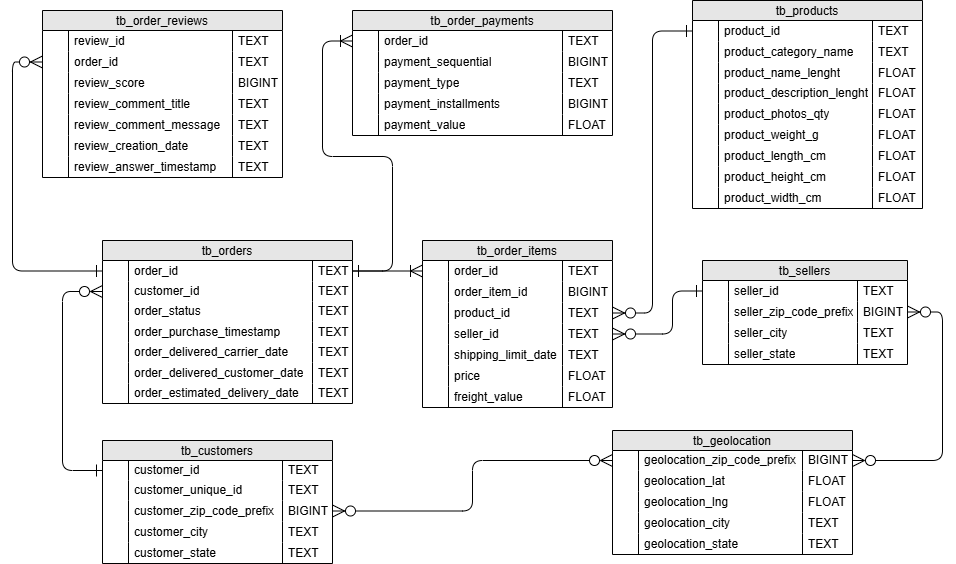 tb_order_reviews
review_id TEXT
order_id TEXT
review_score BIGINT
review_comment_title TEXT
review_comment_message TEXT
review_creation_date TEXT
review_answer_timestamp TEXT
tb_order_payments
order_id TEXT
payment_sequential BIGINT
payment_type TEXT
payment_installments BIGINT
payment_value FLOAT
tb_products
product_id TEXT
product_category_name TEXT
product_name_lenght FLOAT
product_description_lenght FLOAT
product_photos_qty FLOAT
product_weight_g FLOAT
product_length_cm FLOAT
product_height_cm FLOAT
product_width_cm FLOAT
tb_orders
order_id TEXT
customer_id TEXT
order_status TEXT
order_purchase_timestamp TEXT
order_delivered_carrier_date TEXT
order_delivered_customer_date TEXT
order_estimated_delivery_date TEXT
tb_order_items
order_id TEXT
order_item_id BIGINT
product_id TEXT
seller_id TEXT
shipping_limit_date TEXT
price FLOAT
freight_value FLOAT
tb_sellers
seller_id TEXT
seller_zip_code_prefix BIGINT
seller_city TEXT
seller_state TEXT
tb_customers
customer_id TEXT
customer_unique_id TEXT
customer_zip_code_prefix BIGINT
customer_city TEXT
customer_state TEXT
tb_geolocation
geolocation_zip_code_prefix BIGINT
geolocation_lat FLOAT
geolocation_lng FLOAT
geolocation_city TEXT
geolocation_state TEXT